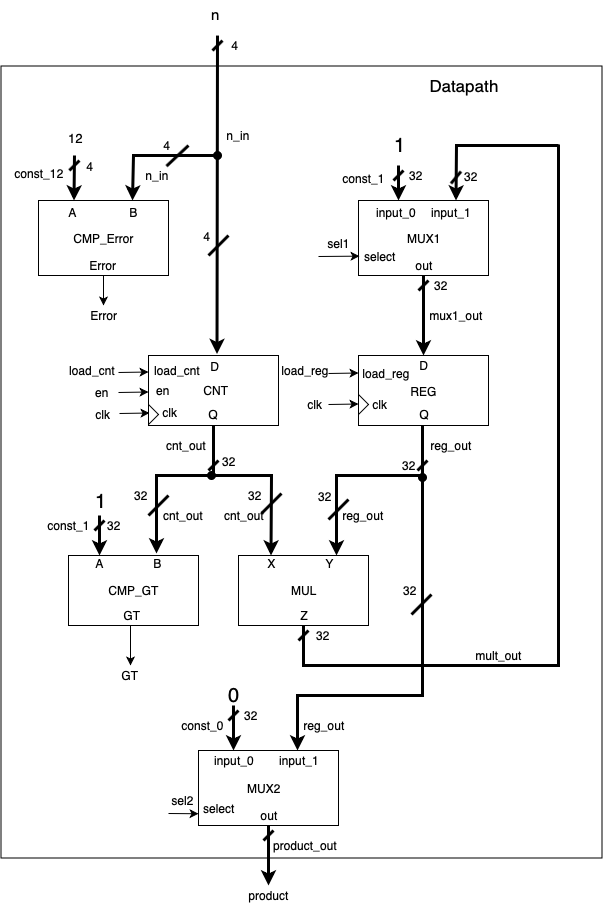 n
4
Datapath
n_in
12
4
1
const_12
4
n_in
const_1
32
32
A
B
input_0
input_1
CMP_Error
MUX1
4
sel1
select
Error
out
32
Error
mux1_out
load_cnt
load_cnt
D
load_reg
load_reg
D
en
en
CNT
REG
clk
clk
clk
clk
Q
Q
cnt_out
reg_out
32
32
1
32
32
32
const_1
32
cnt_out
cnt_out
reg_out
A
B
X
Y
CMP_GT
MUL
32
GT
Z
32
mult_out
GT
0
const_0
32
reg_out
input_0
input_1
MUX2
sel2
select
out
product_out
product